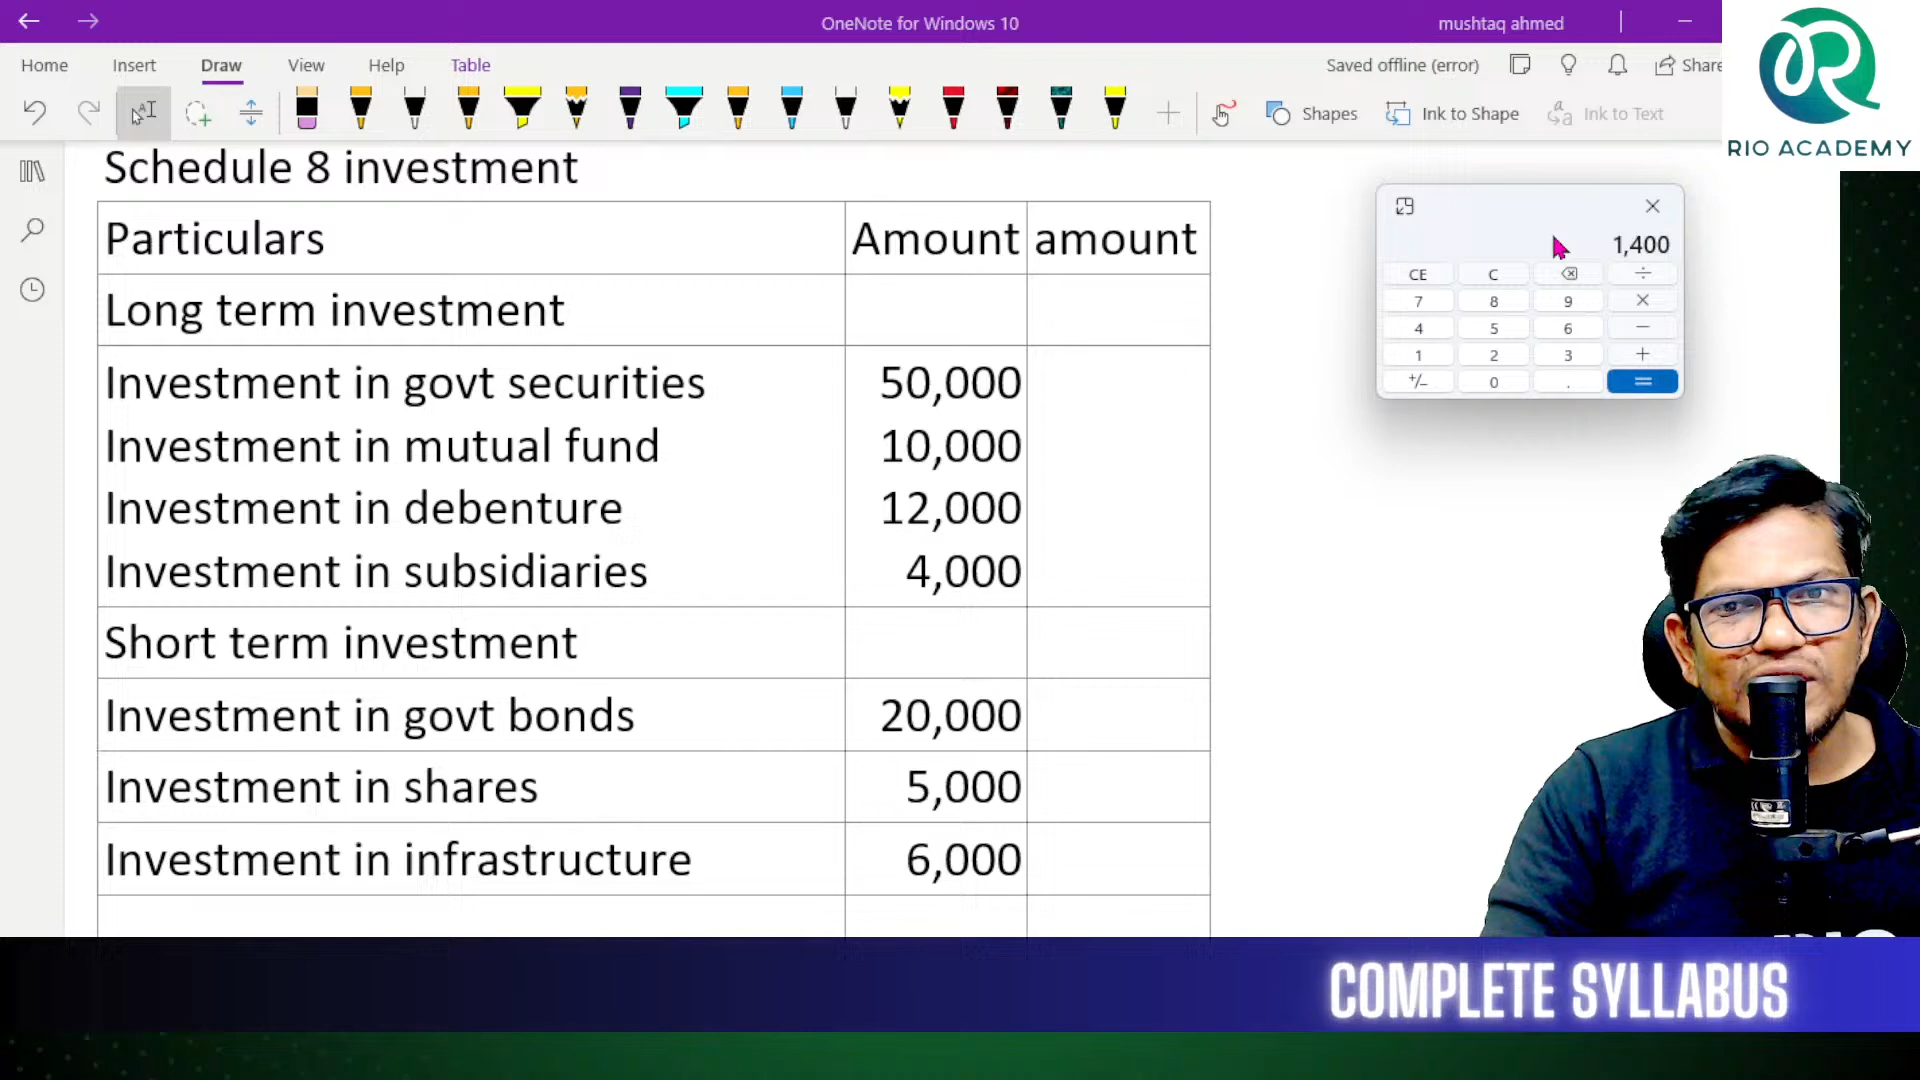 OneNote for Windows 10
mushtaq ahmed
Home Insert Draw View Help Table
Saved offline (error)
Share
Shapes
Ink to Shape
Ink to Text
RIO ACADEMY
Schedule 8 investment
Particulars Amount amount
Long term investment
Investment in govt securities 50,000
Investment in mutual fund 10,000
Investment in debenture 12,000
Investment in subsidiaries 4,000
Short term investment
Investment in govt bonds 20,000
Investment in shares 5,000
Investment in infrastructure 6,000
1,400
CE C ÷
7 8 9 ×
4 5 6 −
1 2 3 +
+/− 0 . =
COMPLETE SYLLABUS